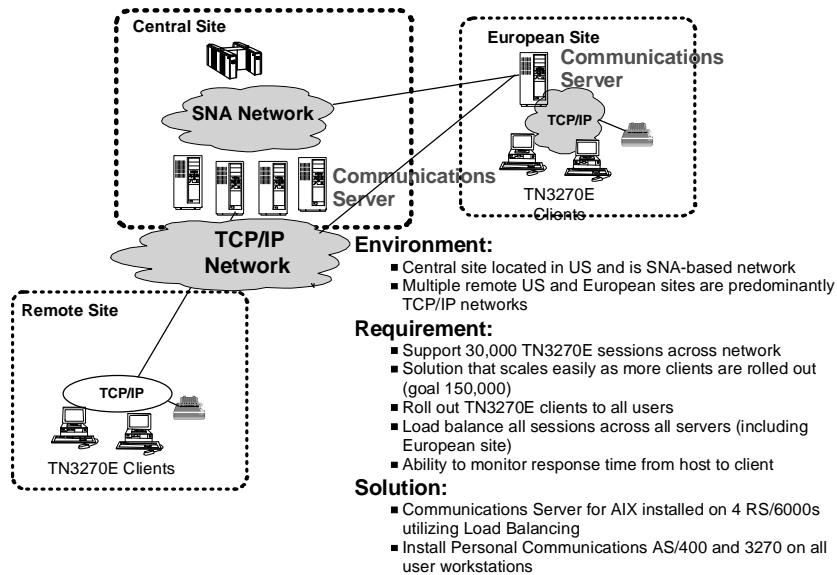 Central Site
SNA Network
Communications
Server
TCP/IP
Network
European Site
Communications
Server
TCP/IP
TN3270E
Clients
Remote Site
TCP/IP
TN3270E Clients
Environment:
■ Central site located in US and is SNA-based network
■ Multiple remote US and European sites are predominantly
TCP/IP networks
Requirement:
■ Support 30,000 TN3270E sessions across network
■ Solution that scales easily as more clients are rolled out
(goal 150,000)
■ Roll out TN3270E clients to all users
■ Load balance all sessions across all servers (including
European site)
■ Ability to monitor response time from host to client
Solution:
■ Communications Server for AIX installed on 4 RS/6000s
utilizing Load Balancing
■ Install Personal Communications AS/400 and 3270 on all
user workstations